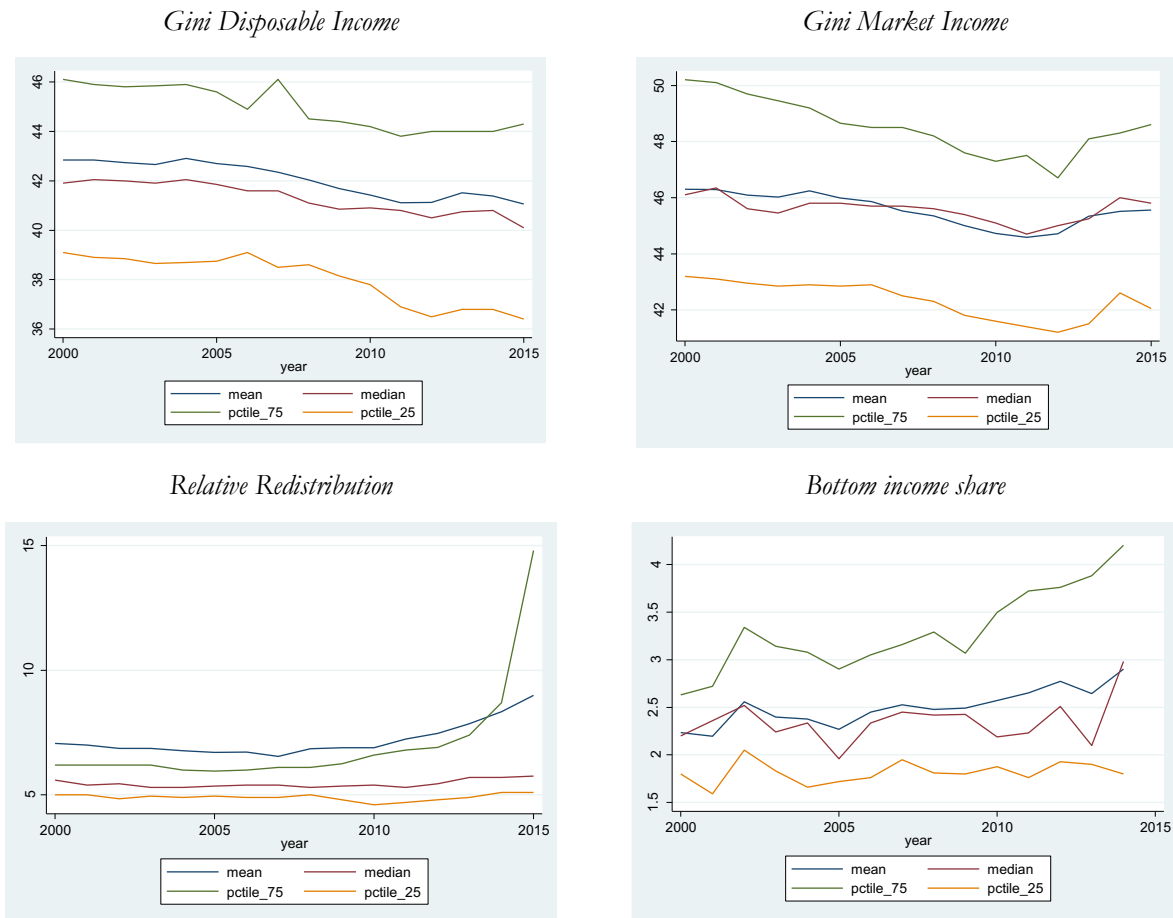 Gini Disposable Income
46
44
42
40
38
36
2000
2005
2010
2015
year
mean
median
pctile_75
pctile_25
Gini Market Income
50
48
46
44
42
2000
2005
2010
2015
year
mean
median
pctile_75
pctile_25
Relative Redistribution
15
10
5
2000
2005
2010
2015
year
mean
median
pctile_75
pctile_25
Bottom income share
4
3.5
3
2.5
2
1.5
2000
2005
2010
2015
year
mean
median
pctile_75
pctile_25